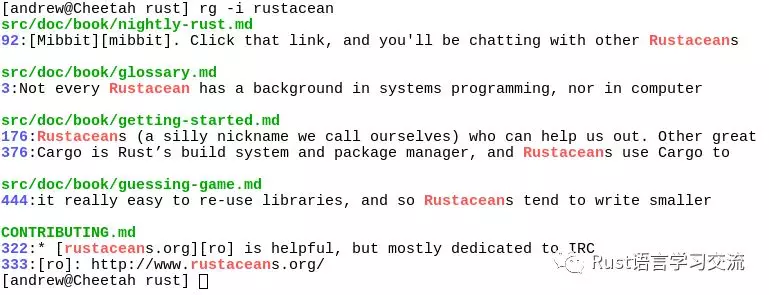 [andrew@Cheetah rust] rg -i rustacean
src/doc/book/nightly-rust.md
92:[Mibbit][mibbit]. Click that link, and you'll be chatting with other Rustaceans
src/doc/book/glossary.md
3:Not every Rustacean has a background in systems programming, nor in computer
src/doc/book/getting-started.md
176:Rustaceans (a silly nickname we call ourselves) who can help us out. Other great
376:Cargo is Rust’s build system and package manager, and Rustaceans use Cargo to
src/doc/book/guessing-game.md
444:it really easy to re-use libraries, and so Rustaceans tend to write smaller
CONTRIBUTING.md
322:* [rustaceans.org][ro] is helpful, but mostly dedicated to IRC
333:[ro]: http://www.rustaceans.org/
Rust语言学习交流
[andrew@Cheetah rust]